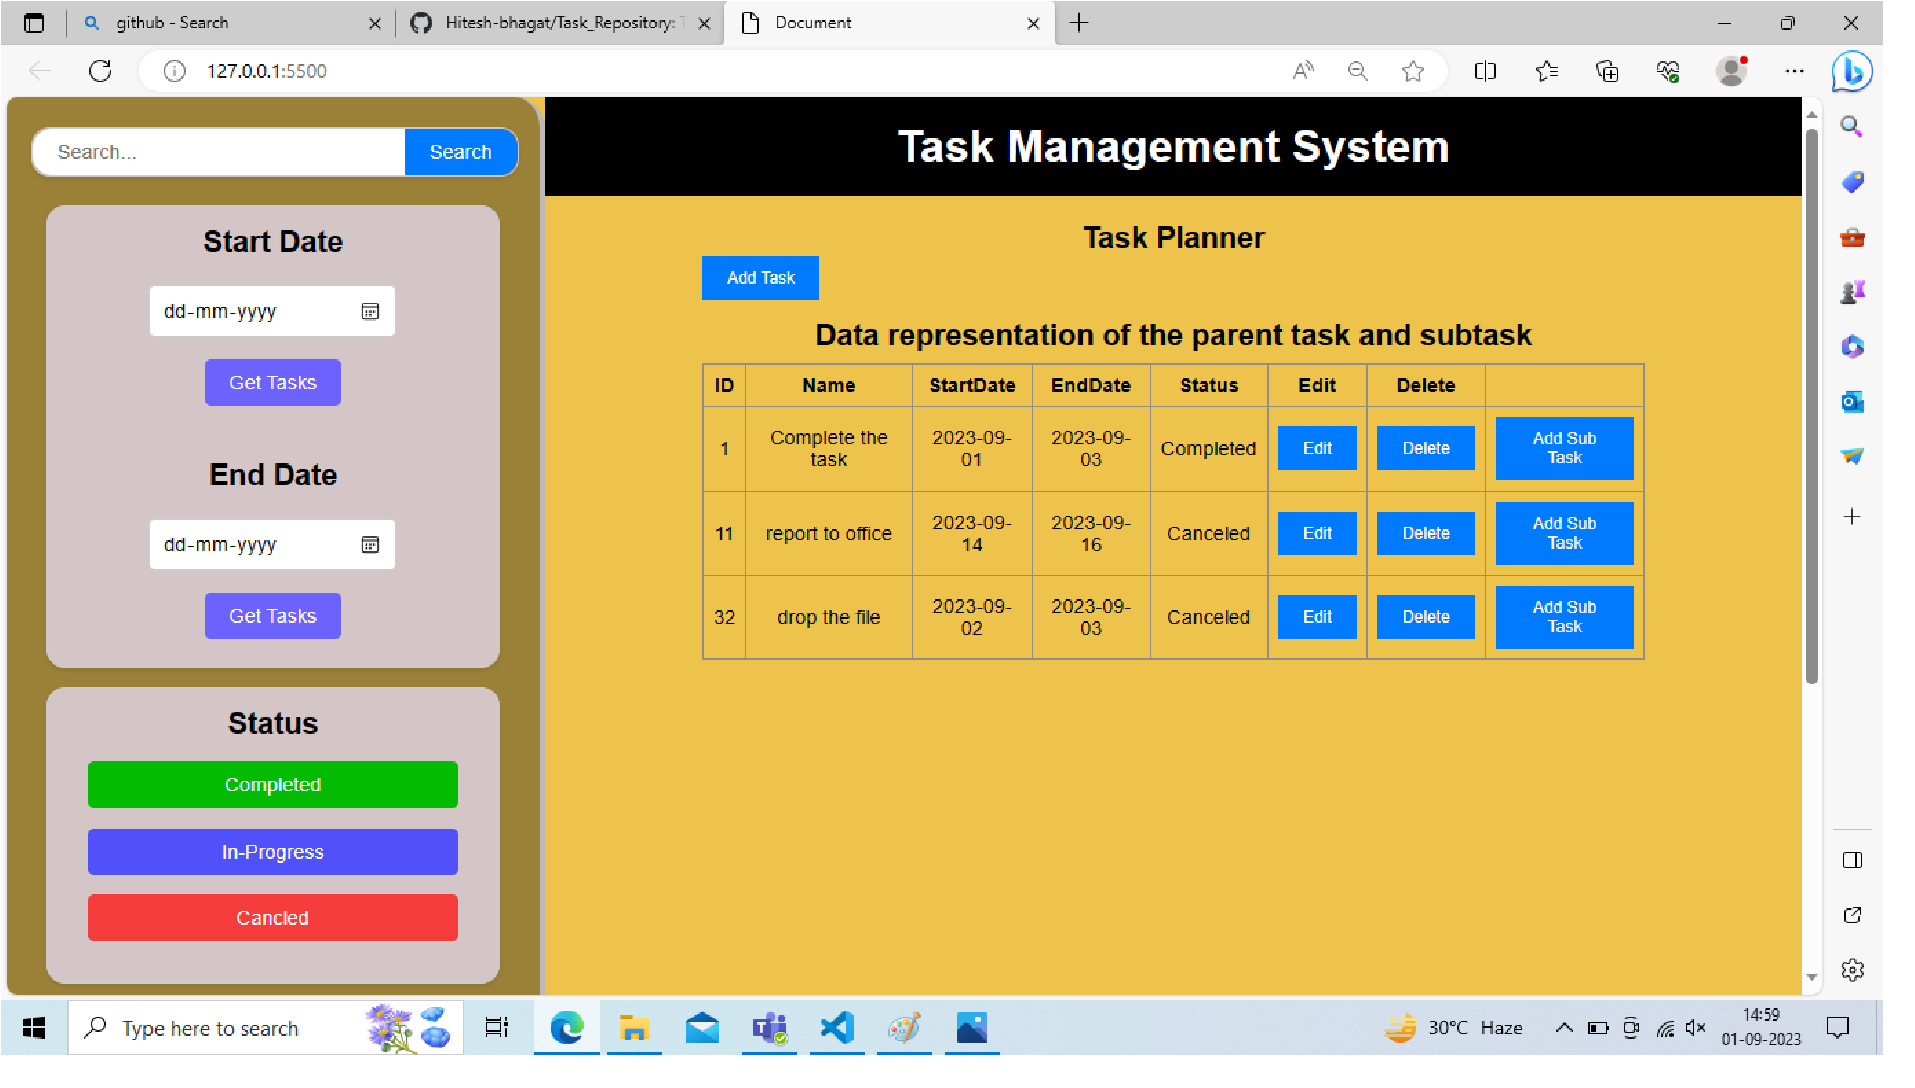 github - Search
Hitesh-bhagat/Task_Repository:
Document
127.0.0.1:5500
Search...
Search
Start Date
dd-mm-yyyy
Get Tasks
End Date
dd-mm-yyyy
Get Tasks
Status
Completed
In-Progress
Cancled
Task Management System
Task Planner
Add Task
Data representation of the parent task and subtask
ID Name StartDate EndDate Status Edit Delete
1 Complete the task 2023-09-01 2023-09-03 Completed Edit Delete Add Sub Task
11 report to office 2023-09-14 2023-09-16 Canceled Edit Delete Add Sub Task
32 drop the file 2023-09-02 2023-09-03 Canceled Edit Delete Add Sub Task
Type here to search
30°C Haze
14:59
01-09-2023